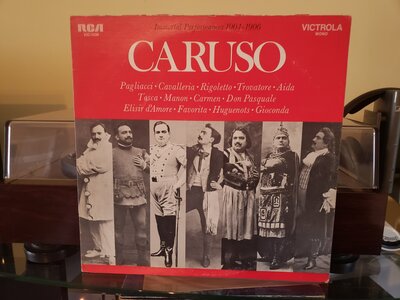 RCA
VICTROLA
MONO
Immortal Performances 1904-1906
CARUSO
Pagliacci • Cavalleria • Rigoletto • Trovatore • Aida
Tosca • Manon • Carmen • Don Pasquale
Elisir d'Amore • Favorita • Huguenots • Gioconda